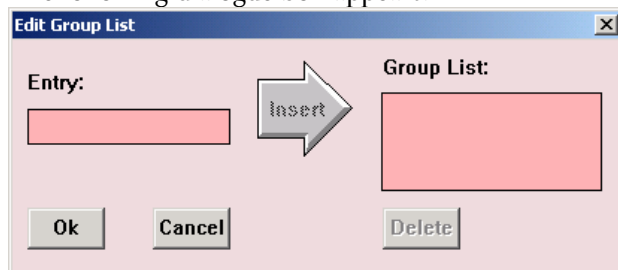 Edit Group List
Entry:
Group List:
Insert
Ok
Cancel
Delete